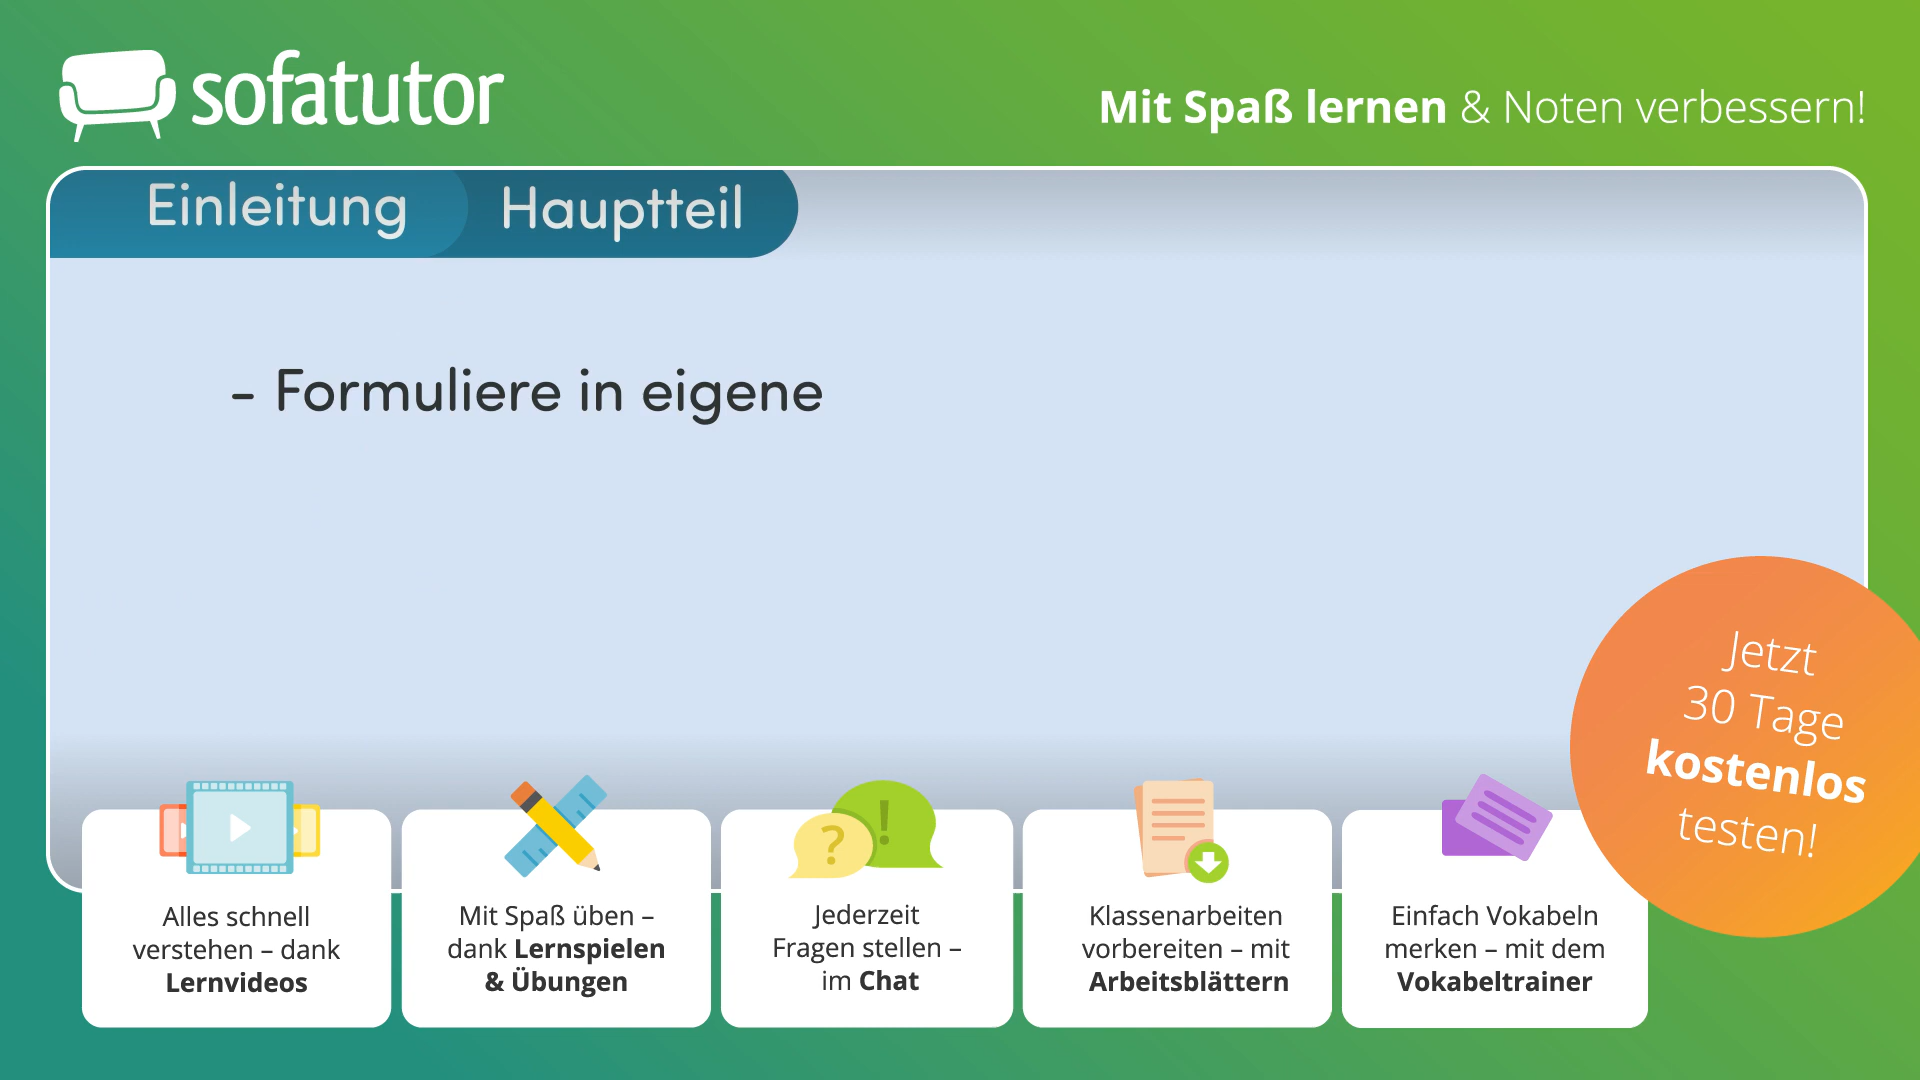 sofatutor
Mit Spaß lernen & Noten verbessern!
Einleitung
Hauptteil
- Formuliere in eigene
Jetzt
30 Tage
kostenlos
testen!
Alles schnell
verstehen – dank
Lernvideos
Mit Spaß üben –
dank Lernspielen
& Übungen
?
!
Jederzeit
Fragen stellen –
im Chat
Klassenarbeiten
vorbereiten – mit
Arbeitsblättern
Einfach Vokabeln
merken – mit dem
Vokabeltrainer